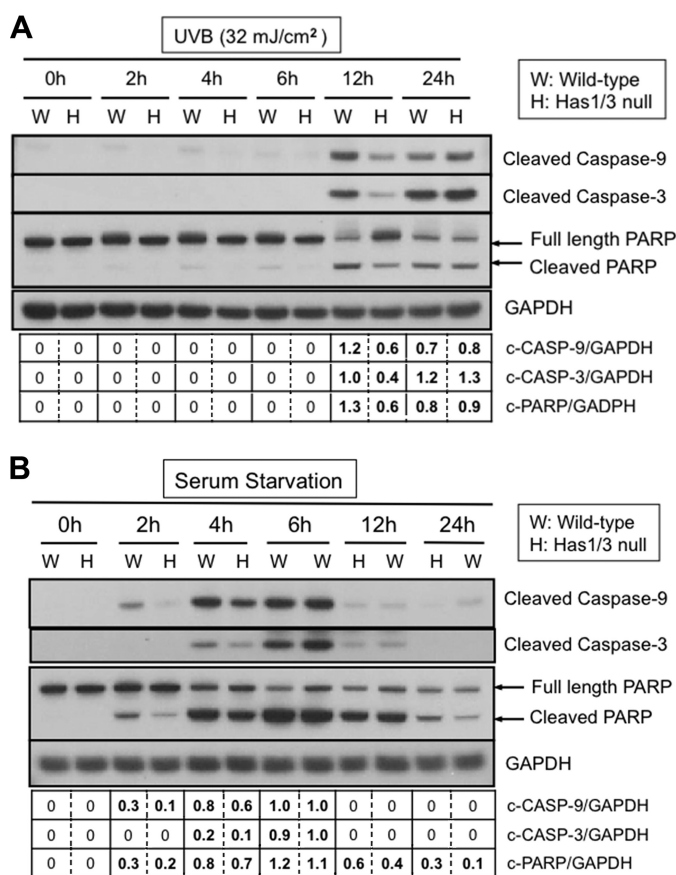 A
UVB (32 mJ/cm²)
0h 2h 4h 6h 12h 24h
W: Wild-type
H: Has1/3 null
W H W H W H W H W H W H
Cleaved Caspase-9
Cleaved Caspase-3
Full length PARP
Cleaved PARP
GAPDH
0 0 0 0 0 0 0 0 1.2 0.6 0.7 0.8 c-CASP-9/GAPDH
0 0 0 0 0 0 0 0 1.0 0.4 1.2 1.3 c-CASP-3/GAPDH
0 0 0 0 0 0 0 0 1.3 0.6 0.8 0.9 c-PARP/GADPH
B
Serum Starvation
0h 2h 4h 6h 12h 24h
W: Wild-type
H: Has1/3 null
W H W H W H W W H W H W
Cleaved Caspase-9
Cleaved Caspase-3
Full length PARP
Cleaved PARP
GAPDH
0 0 0.3 0.1 0.8 0.6 1.0 1.0 0 0 0 0 c-CASP-9/GAPDH
0 0 0 0 0.2 0.1 0.9 1.0 0 0 0 0 c-CASP-3/GAPDH
0 0 0.3 0.2 0.8 0.7 1.2 1.1 0.6 0.4 0.3 0.1 c-PARP/GAPDH